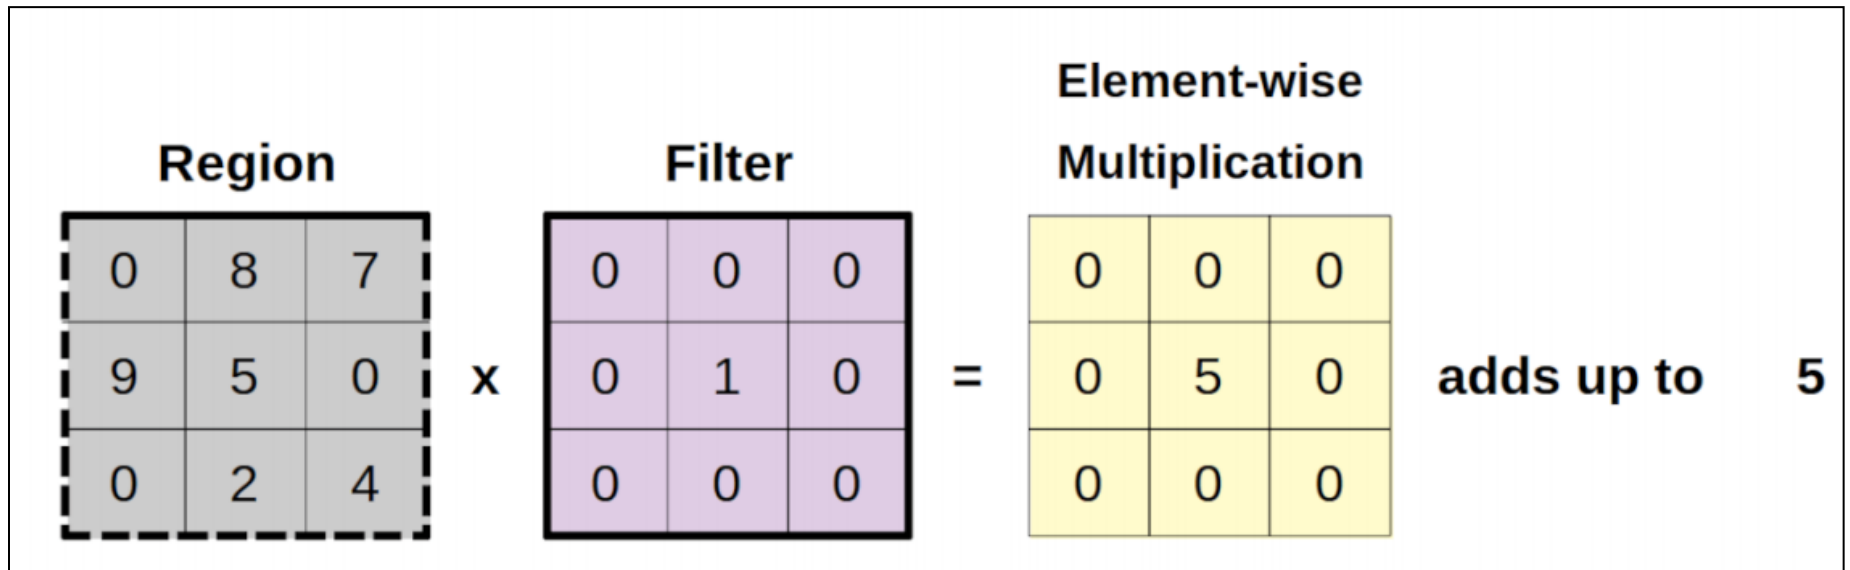 Element-wise
Region Filter Multiplication
0 8 7 0 0 0 0 0 0
9 5 0 x 0 1 0 = 0 5 0 adds up to 5
0 2 4 0 0 0 0 0 0